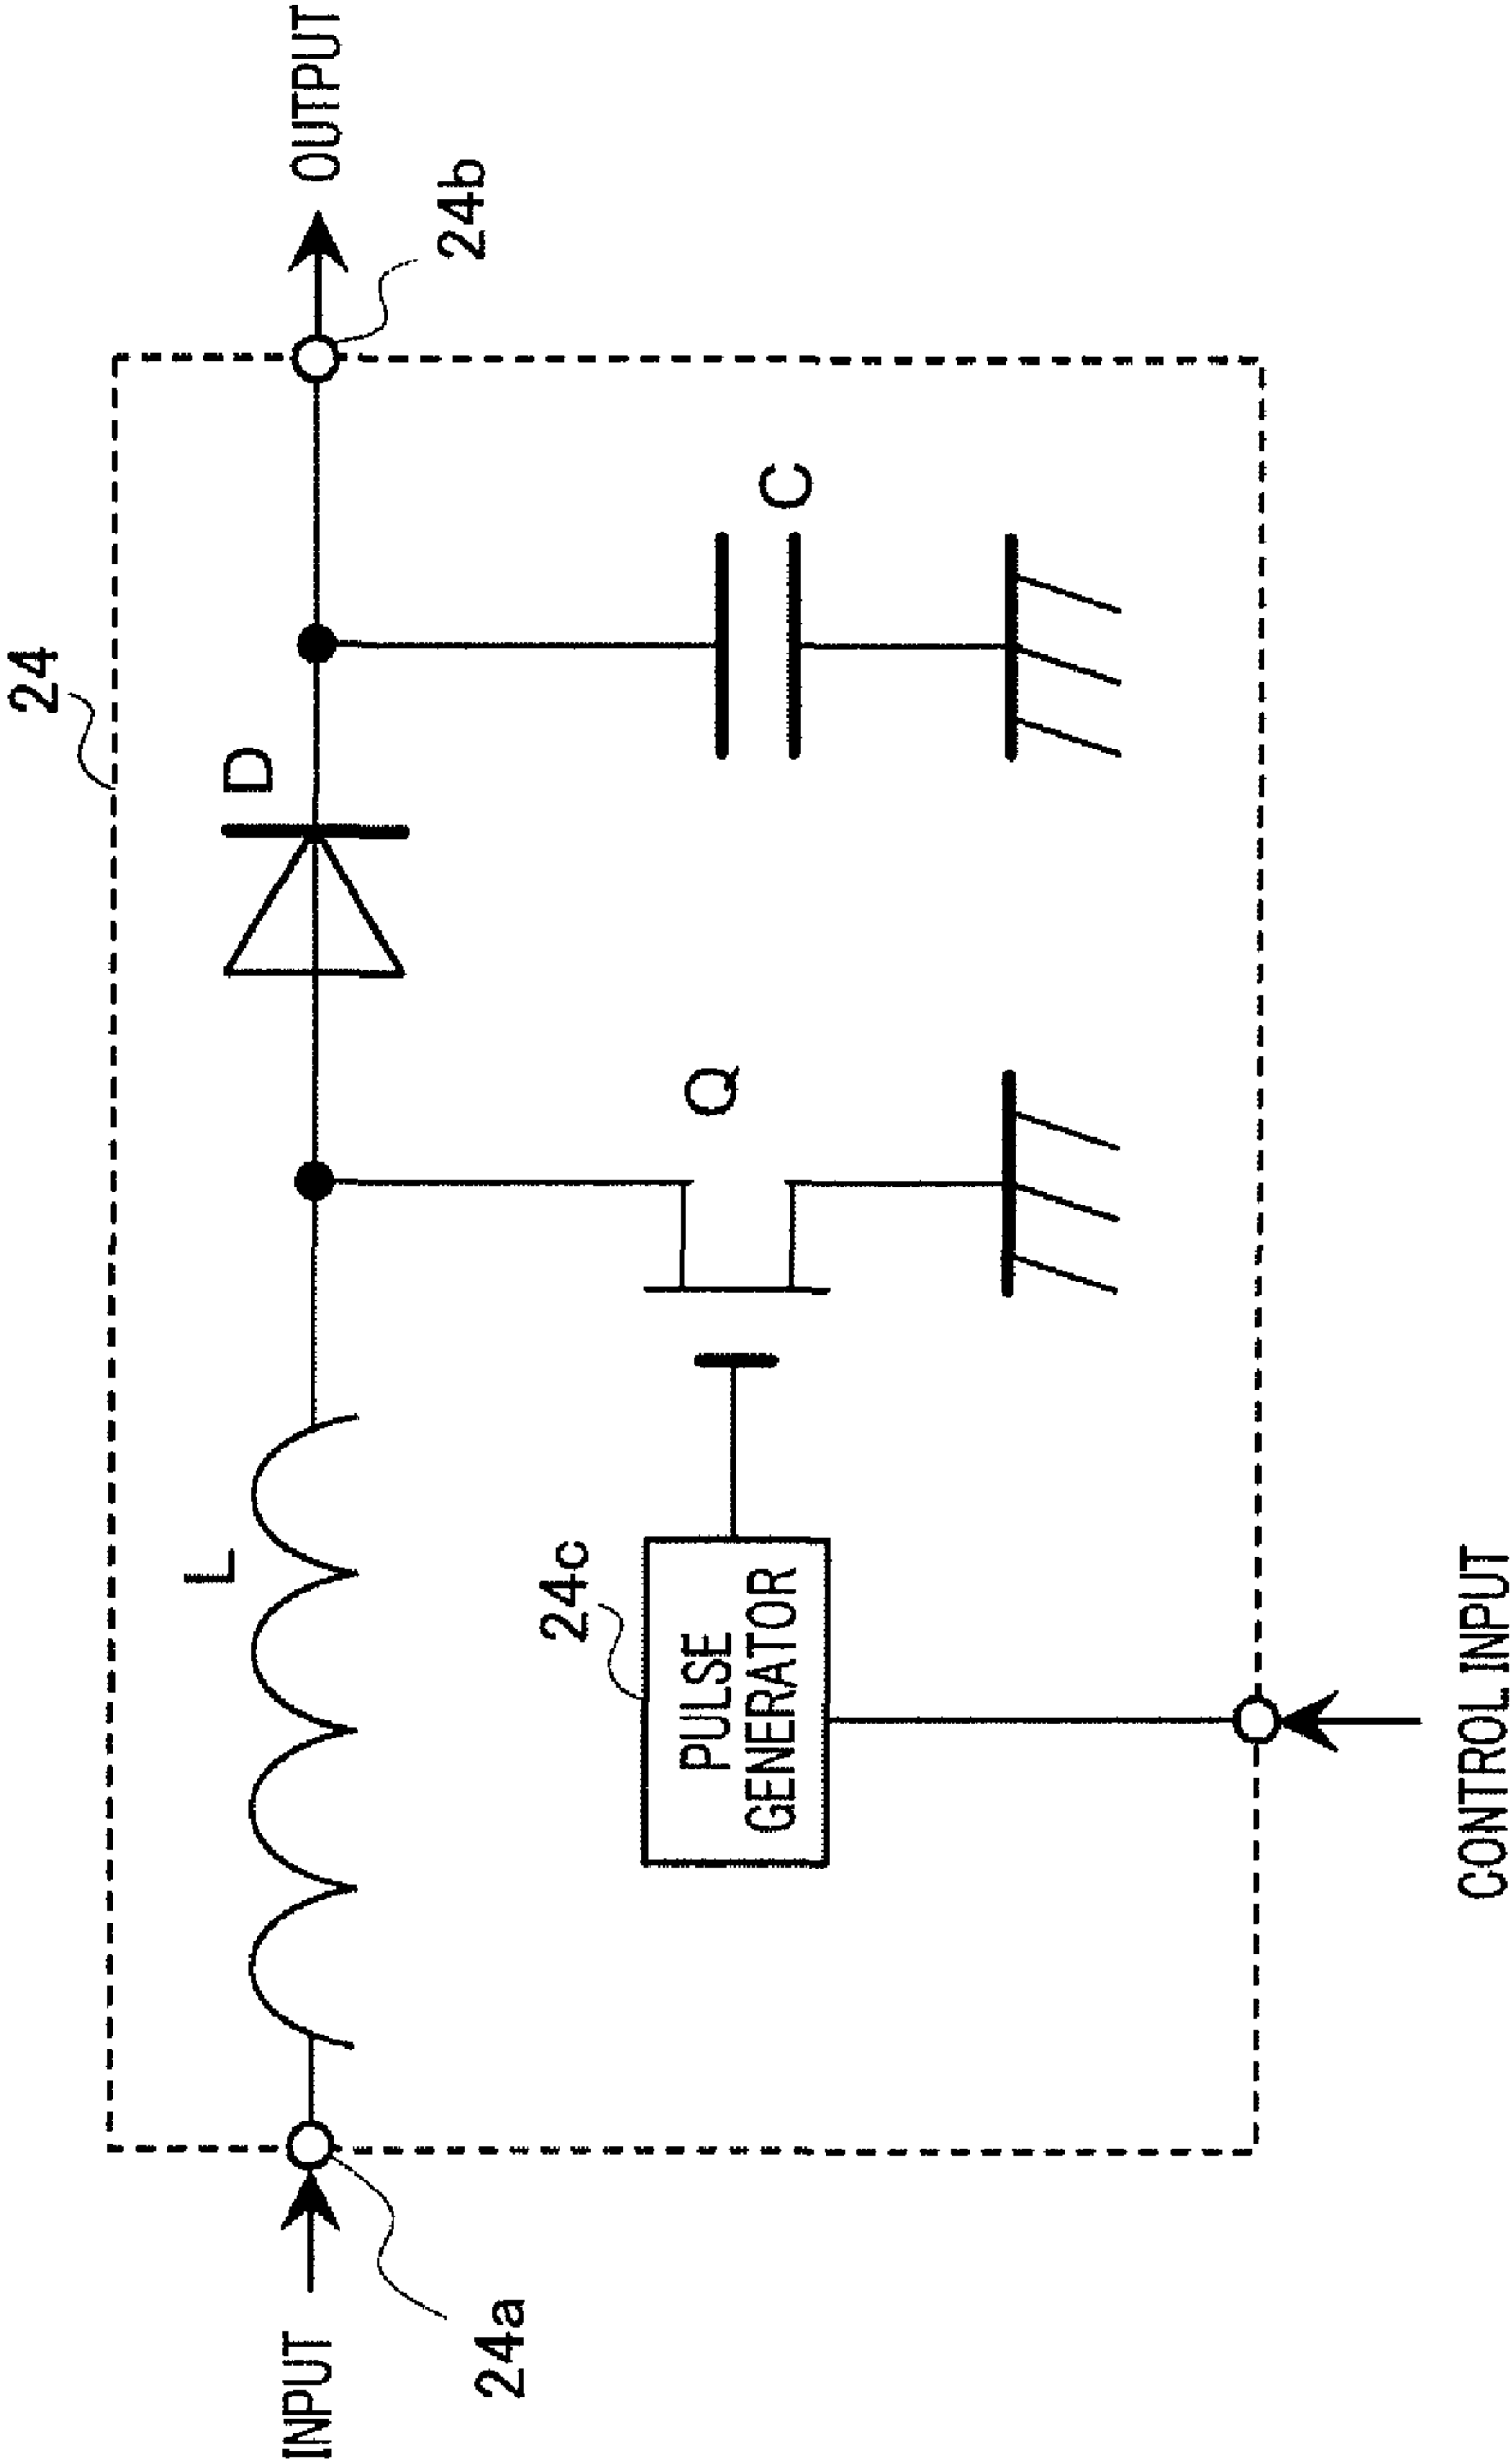 24
L
D
INPUT
OUTPUT
24a
24b
24c
PULSE
GENERATOR
Q
C
CONTROL INPUT